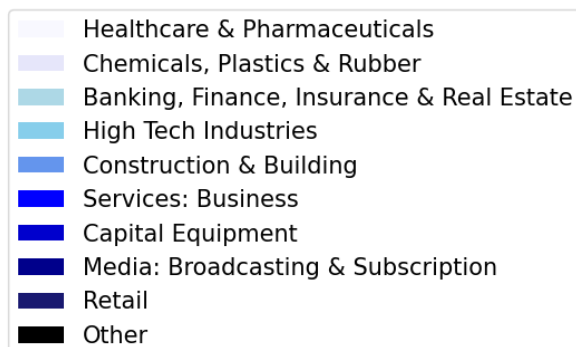 Healthcare & Pharmaceuticals
Chemicals, Plastics & Rubber
Banking, Finance, Insurance & Real Estate
High Tech Industries
Construction & Building
Services: Business
Capital Equipment
Media: Broadcasting & Subscription
Retail
Other